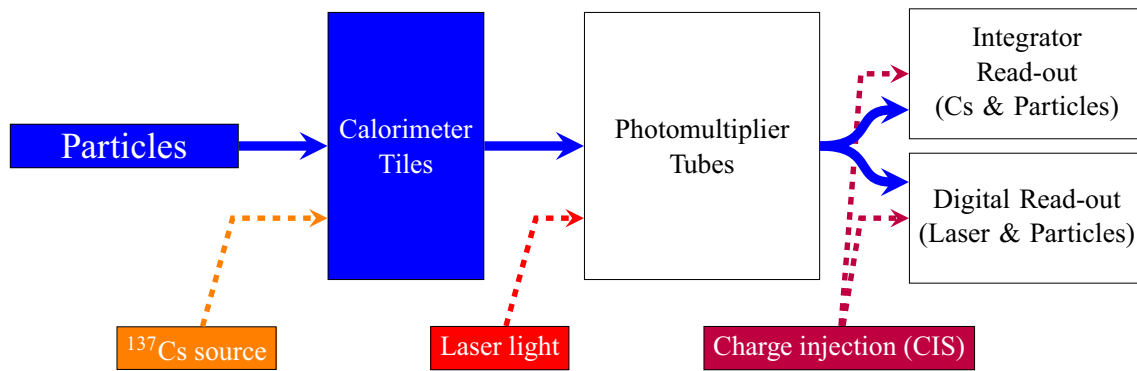 Particles
Calorimeter
Tiles
Photomultiplier
Tubes
Integrator
Read-out
(Cs & Particles)
Digital Read-out
(Laser & Particles)
¹³⁷Cs source
Laser light
Charge injection (CIS)